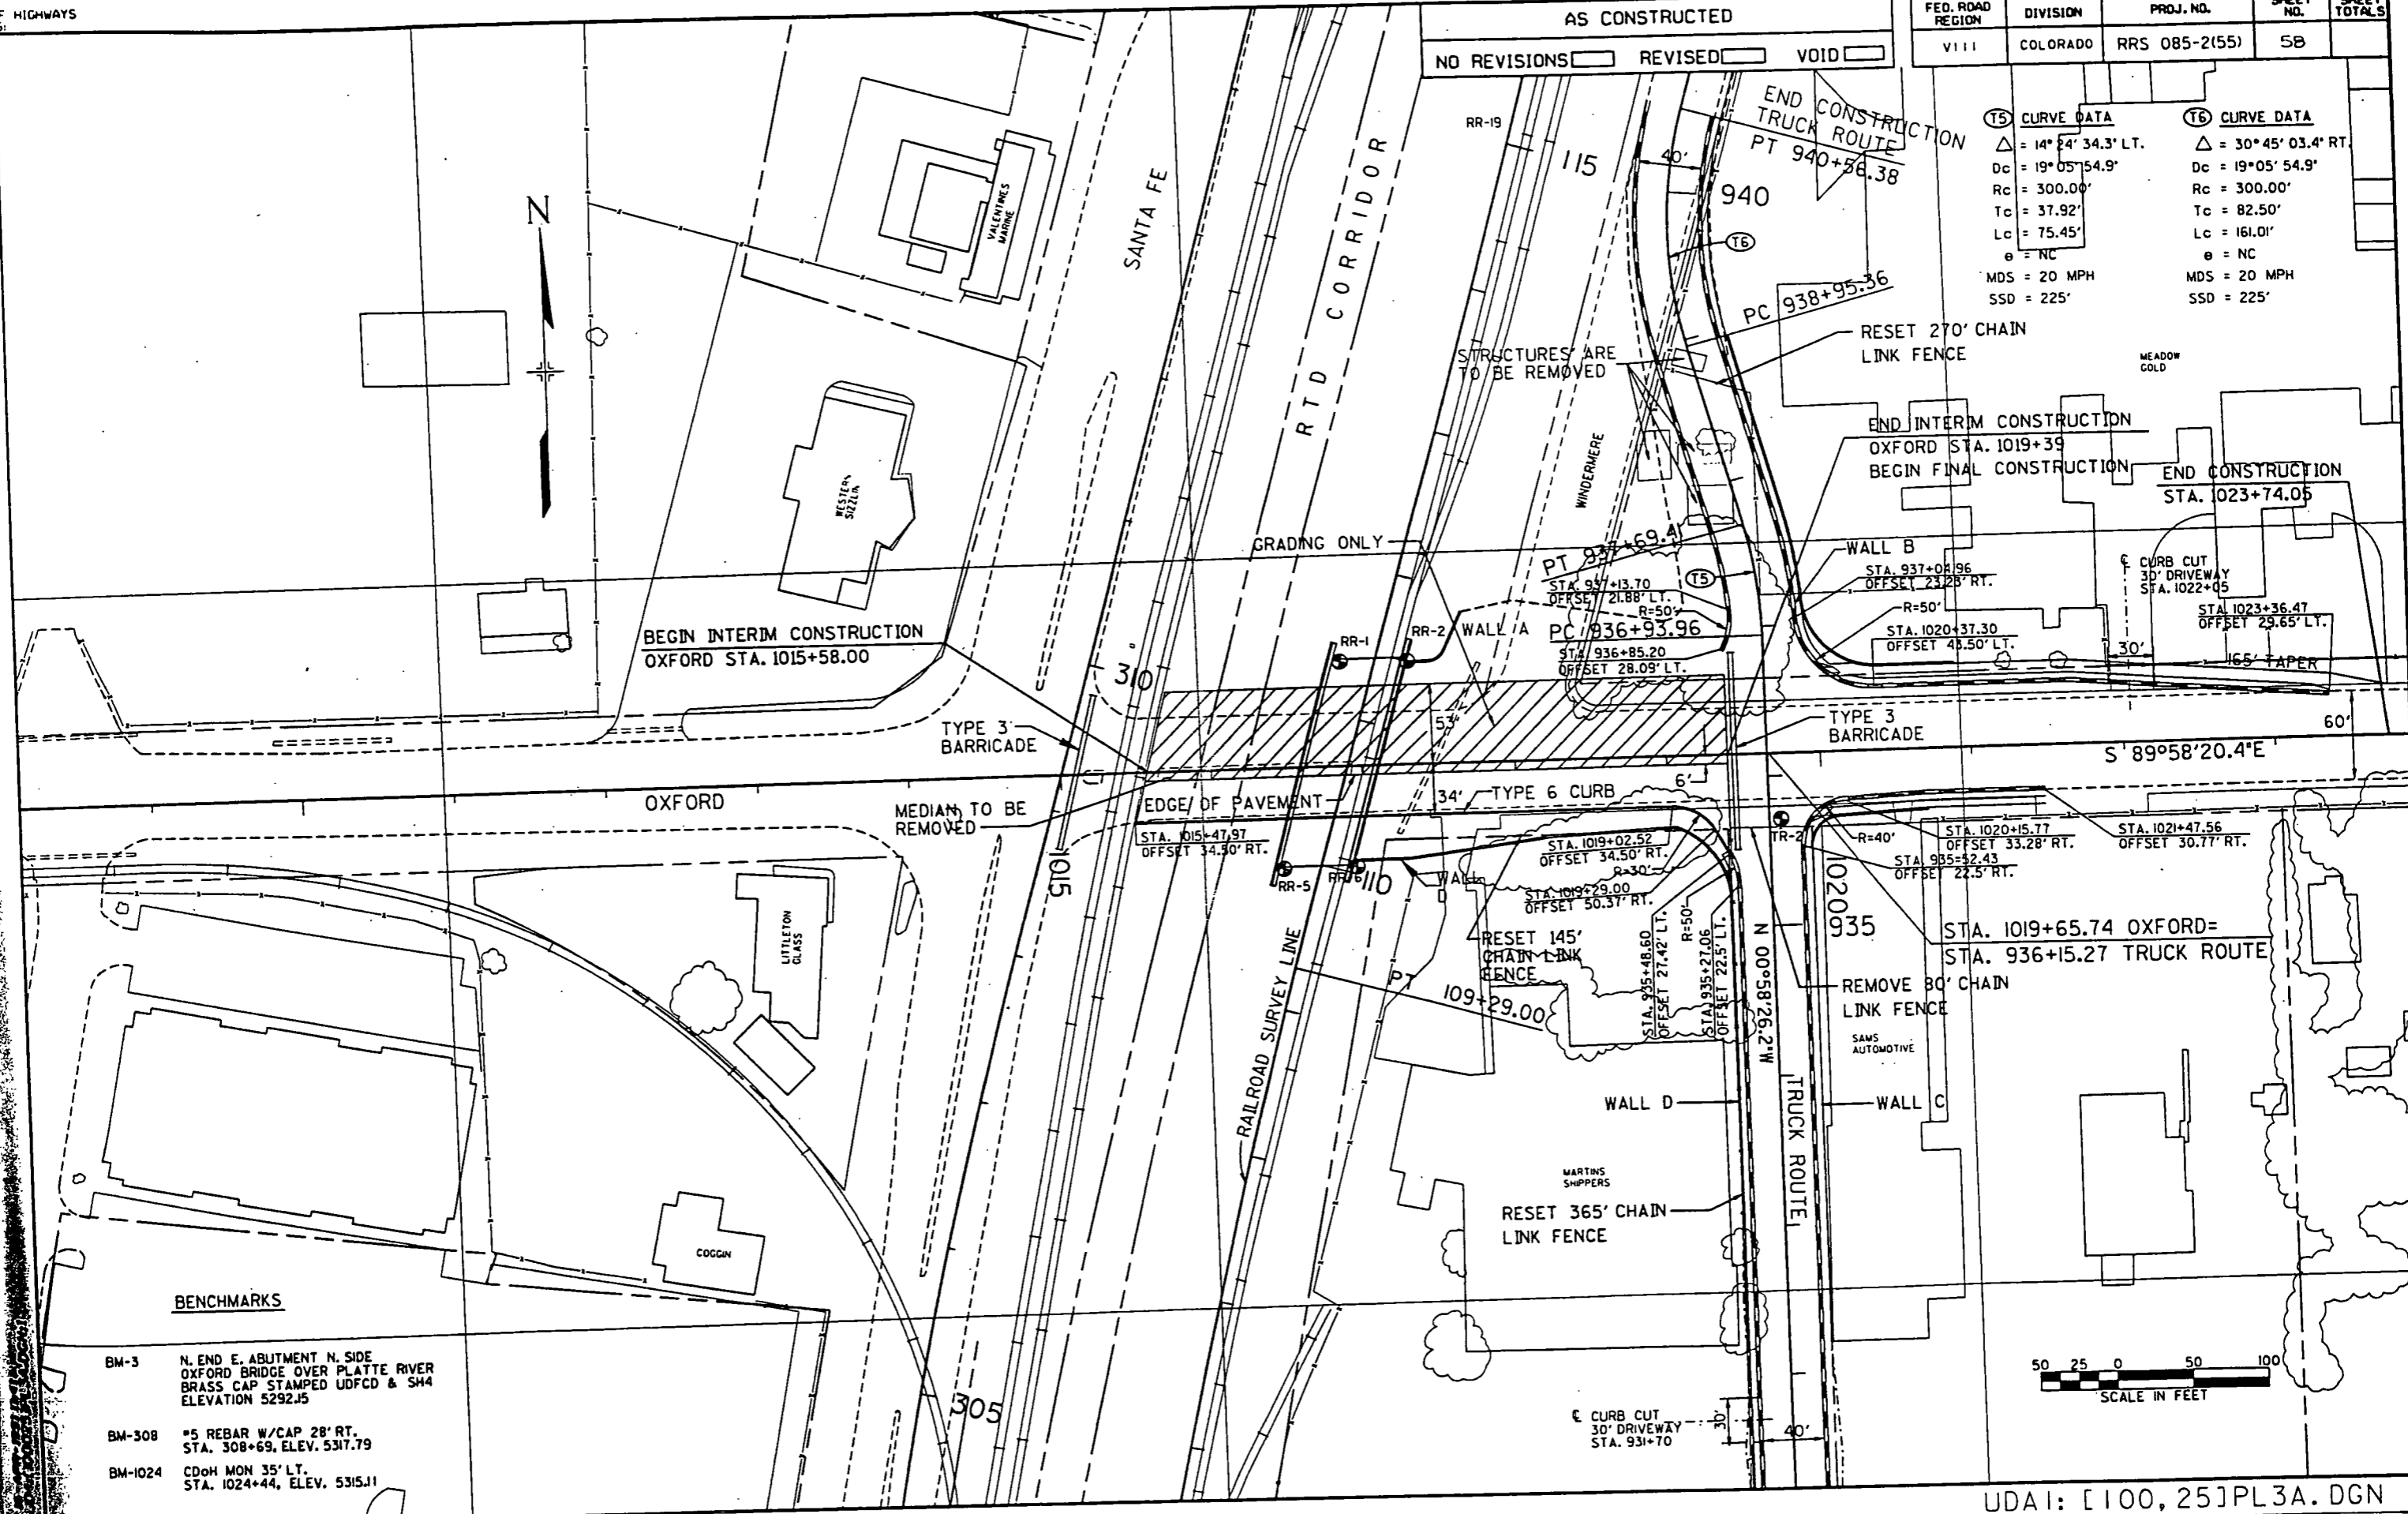 F HIGHWAYS
AS CONSTRUCTED
NO REVISIONS REVISED VOID
FED. ROAD REGION
DIVISION
PROJ. NO.
SHEET NO.
SHEET TOTALS
VIII
COLORADO
RRS 085-2(55)
58
T5 CURVE DATA
△ = 14° 24' 34.3" LT.
Dc = 19° 05' 54.9"
Rc = 300.00'
Tc = 37.92'
Lc = 75.45'
e = NC
MDS = 20 MPH
SSD = 225'
T6 CURVE DATA
△ = 30° 45' 03.4" RT.
Dc = 19° 05' 54.9"
Rc = 300.00'
Tc = 82.50'
Lc = 161.01'
e = NC
MDS = 20 MPH
SSD = 225'
END CONSTRUCTION
TRUCK ROUTE
PT 940+56.38
RR-19
115
40'
940
T6
N
VALENTINES
MARINE
SANTA FE
RTD CORRIDOR
PC 938+95.36
RESET 270' CHAIN
LINK FENCE
MEADOW
GOLD
STRUCTURES ARE
TO BE REMOVED
WESTERN
SIZZLIN
WINDERMERE
END INTERIM CONSTRUCTION
OXFORD STA. 1019+39
BEGIN FINAL CONSTRUCTION
END CONSTRUCTION
STA. 1023+74.05
GRADING ONLY
PT 937+69.41
WALL B
STA. 937+04.96
OFFSET 23.23' RT.
℄ CURB CUT
30' DRIVEWAY
STA. 1022+05
STA. 937+13.70
OFFSET 21.88' LT.
T5
R=50'
R=50'
STA. 1023+36.47
OFFSET 29.65' LT.
BEGIN INTERIM CONSTRUCTION
OXFORD STA. 1015+58.00
RR-1
RR-2
WALL A
PC 936+93.96
STA. 936+85.20
OFFSET 28.09' LT.
STA. 1020+37.30
OFFSET 43.50' LT.
30'
165' TAPER
310
53'
TYPE 3
BARRICADE
TYPE 3
BARRICADE
60'
S 89°58'20.4"E
6'
OXFORD
MEDIAN TO BE
REMOVED
EDGE OF PAVEMENT
34'
TYPE 6 CURB
STA. 1015+47.97
OFFSET 34.50' RT.
STA. 1019+02.52
OFFSET 34.50' RT.
TR-2
R=40'
STA. 1020+15.77
OFFSET 33.28' RT.
STA. 1021+47.56
OFFSET 30.77' RT.
STA. 935+52.43
OFFSET 22.5' RT.
1015
RR-5
RR-6
110
WALL
D
R=30'
STA. 1019+29.00
OFFSET 50.37' RT.
1020
935
LITTLETON
GLASS
RAILROAD SURVEY LINE
RESET 145'
CHAIN LINK
FENCE
PT 109+29.00
STA. 935+48.60
OFFSET 27.42' LT.
R=50'
STA. 935+27.06
OFFSET 22.5' LT.
N 00°58'26.2"W
STA. 1019+65.74 OXFORD=
STA. 936+15.27 TRUCK ROUTE
REMOVE 80' CHAIN
LINK FENCE
SAMS
AUTOMOTIVE
WALL D
WALL C
TRUCK ROUTE
MARTINS
SHIPPERS
RESET 365' CHAIN
LINK FENCE
COGGIN
BENCHMARKS
BM-3 N. END E. ABUTMENT N. SIDE
OXFORD BRIDGE OVER PLATTE RIVER
BRASS CAP STAMPED UDFCD & SH4
ELEVATION 5292.15
BM-308 #5 REBAR W/CAP 28' RT.
STA. 308+69, ELEV. 5317.79
BM-1024 CDoH MON 35' LT.
STA. 1024+44, ELEV. 5315.11
305
℄ CURB CUT
30' DRIVEWAY
STA. 931+70
30'
40'
50 25 0 50 100
SCALE IN FEET
UDA1: [100,25]PL3A.DGN